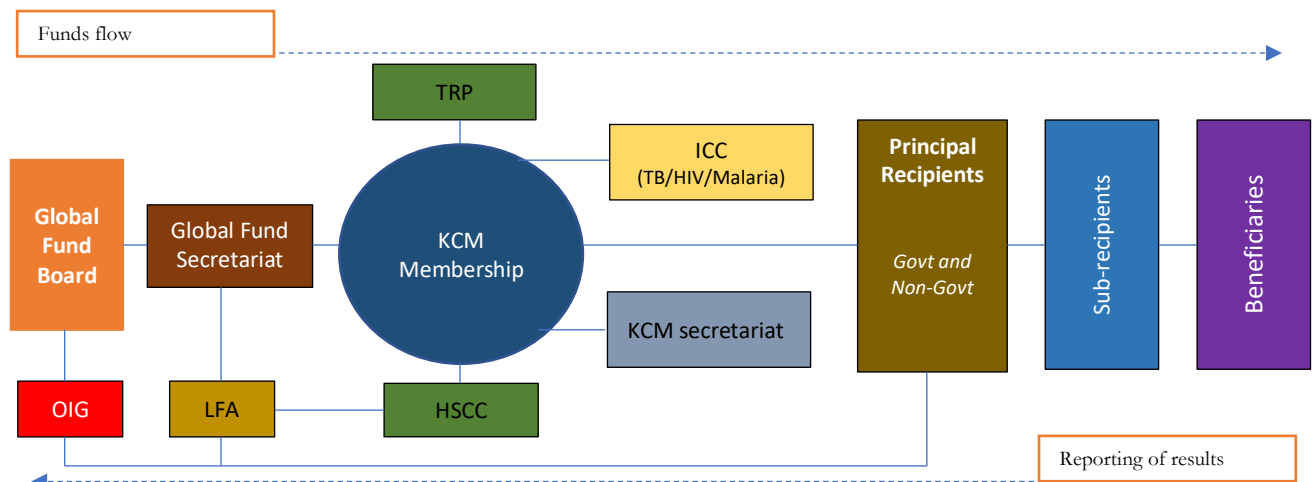 Funds flow
TRP
ICC
(TB/HIV/Malaria)
Principal
Recipients
Govt and
Non-Govt
Global
Fund
Board
Global Fund
Secretariat
KCM
Membership
Sub-recipients
Beneficiaries
KCM secretariat
OIG
LFA
HSCC
Reporting of results